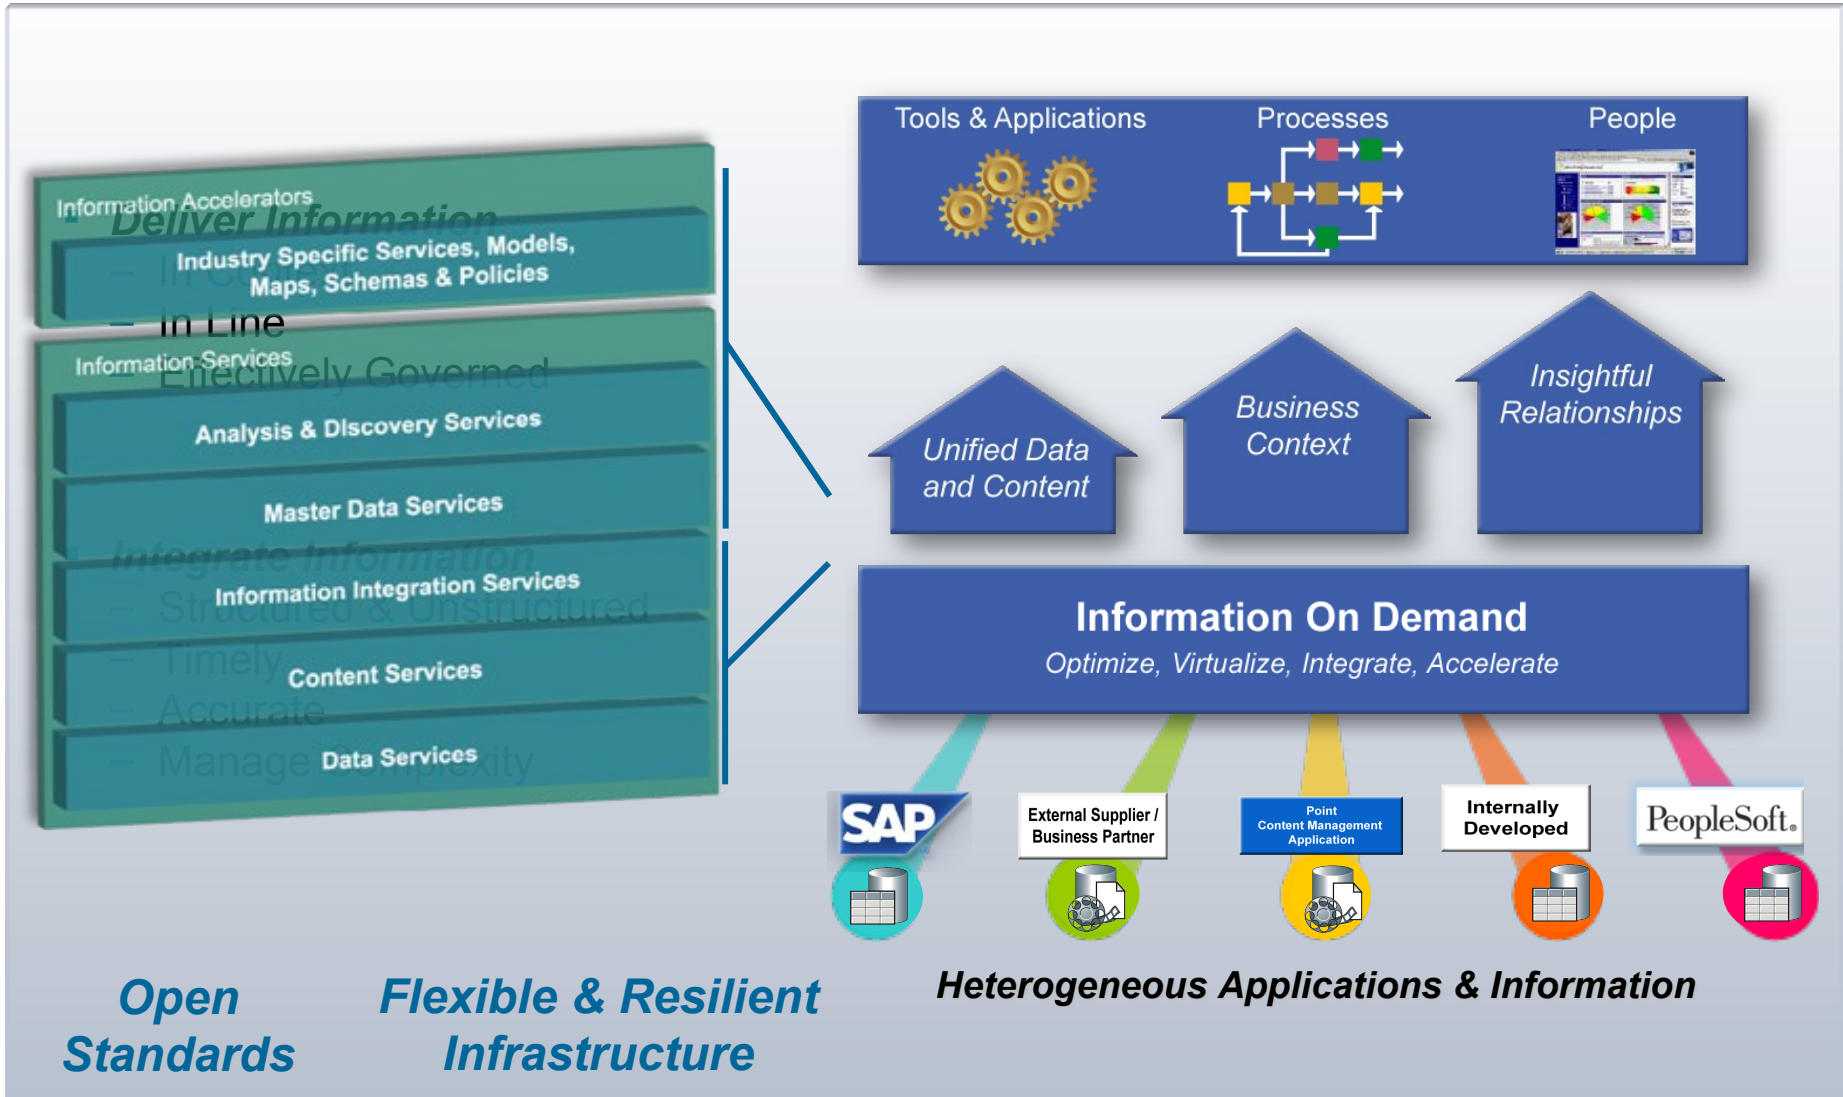 Information Accelerators
Deliver Information
Industry Specific Services, Models,
Maps, Schemas & Policies
– In Line
Information Services
– Effectively Governed
Analysis & DIscovery Services
Master Data Services
Integrate Information
Information Integration Services
– Structured & Unstructured
– Timely
Content Services
– Accurate
Data Services
– Manage Complexity
Open
Standards
Flexible & Resilient
Infrastructure
Tools & Applications
Processes
People
Unified Data
and Content
Business
Context
Insightful
Relationships
Information On Demand
Optimize, Virtualize, Integrate, Accelerate
SAP
External Supplier /
Business Partner
Point
Content Management
Application
Internally
Developed
PeopleSoft®
Heterogeneous Applications & Information